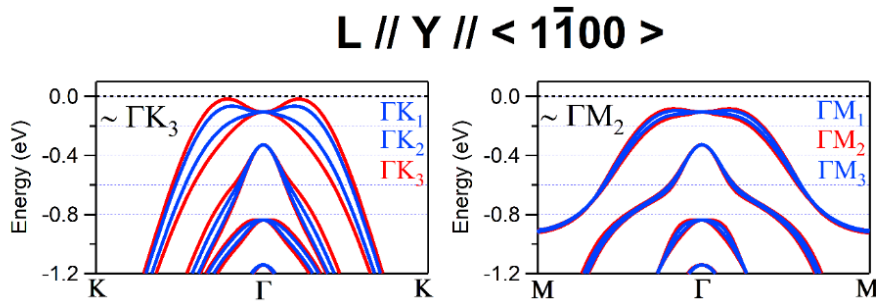 L // Y // < 11̅00 >
Energy (eV)
0.0
-0.4
-0.8
-1.2
~ ΓK₃
ΓK₁
ΓK₂
ΓK₃
K Γ K
Energy (eV)
0.0
-0.4
-0.8
-1.2
~ ΓM₂
ΓM₁
ΓM₂
ΓM₃
M Γ M